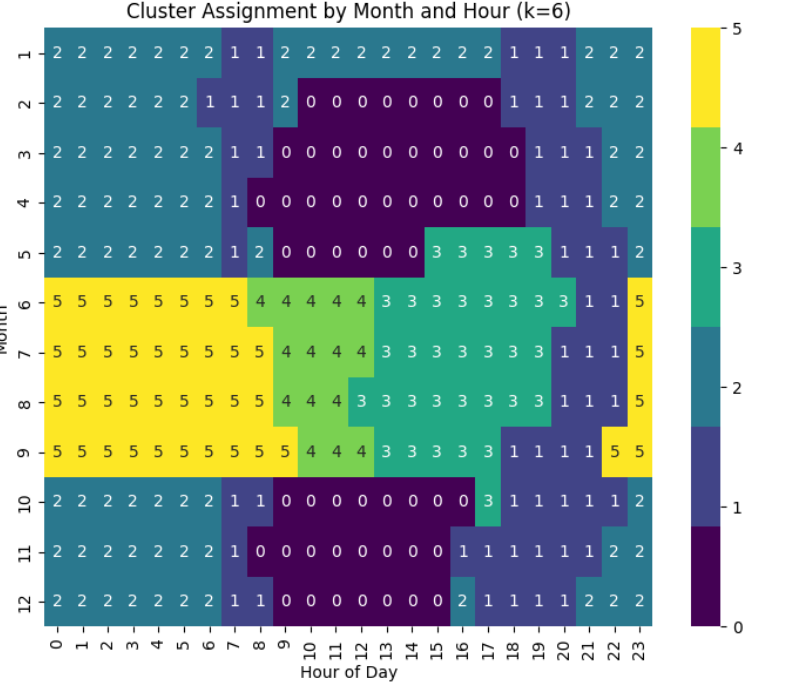 Cluster Assignment by Month and Hour (k=6)
1 2 2 2 2 2 2 2 1 1 2 2 2 2 2 2 2 2 2 1 1 1 2 2 2
2 2 2 2 2 2 2 1 1 1 2 0 0 0 0 0 0 0 0 1 1 1 2 2 2
3 2 2 2 2 2 2 2 1 1 0 0 0 0 0 0 0 0 0 0 1 1 1 2 2
4 2 2 2 2 2 2 2 1 0 0 0 0 0 0 0 0 0 0 0 1 1 1 2 2
5 2 2 2 2 2 2 2 1 2 0 0 0 0 0 0 3 3 3 3 3 1 1 1 2
6 5 5 5 5 5 5 5 5 4 4 4 4 4 3 3 3 3 3 3 3 3 1 1 5
7 5 5 5 5 5 5 5 5 5 4 4 4 4 3 3 3 3 3 3 3 1 1 1 5
8 5 5 5 5 5 5 5 5 5 4 4 4 3 3 3 3 3 3 3 3 1 1 1 5
9 5 5 5 5 5 5 5 5 5 5 4 4 4 3 3 3 3 3 1 1 1 1 5 5
10 2 2 2 2 2 2 2 1 1 0 0 0 0 0 0 0 0 3 1 1 1 1 1 2
11 2 2 2 2 2 2 2 1 0 0 0 0 0 0 0 0 1 1 1 1 1 1 2 2
12 2 2 2 2 2 2 2 1 1 0 0 0 0 0 0 0 2 1 1 1 1 2 2 2
0 1 2 3 4 5 6 7 8 9 10 11 12 13 14 15 16 17 18 19 20 21 22 23
Hour of Day
Month
5
4
3
2
1
0